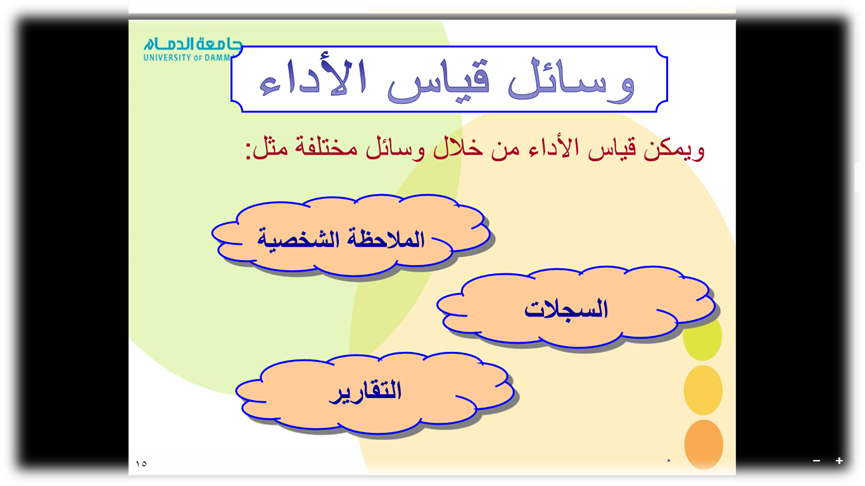 جامعة الدمام
UNIVERSITY OF DAMM
وسائل قياس الأداء
ويمكن قياس الأداء من خلال وسائل مختلفة مثل:
الملاحظة الشخصية
السجلات
التقارير
١٥